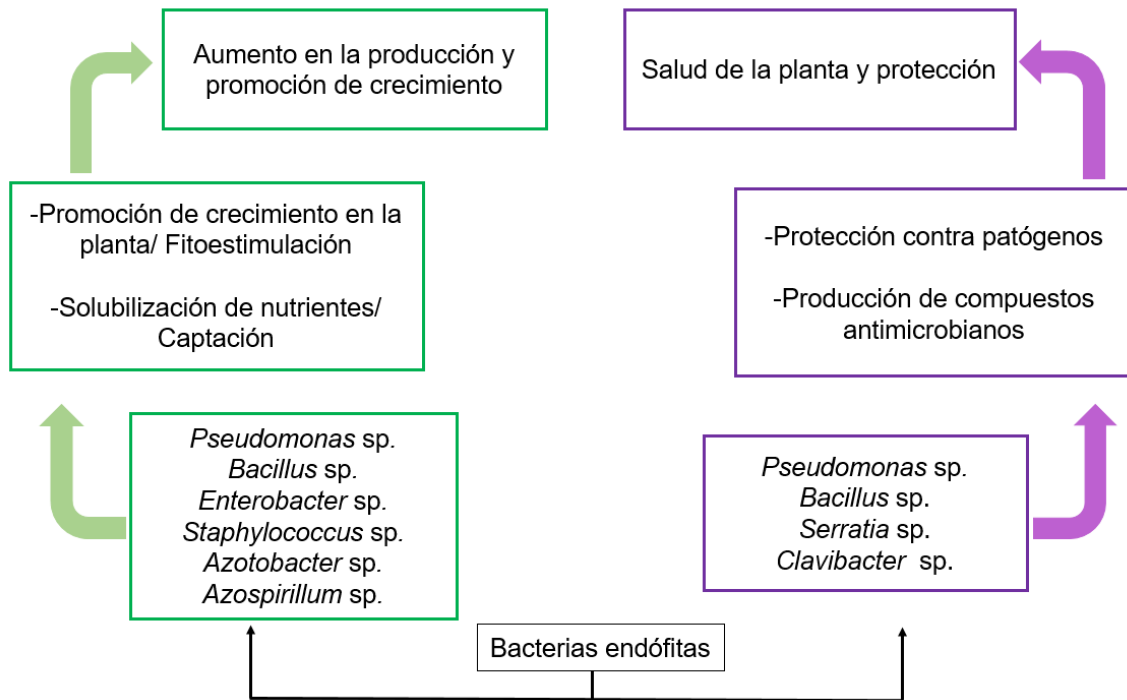 Aumento en la producción y
promoción de crecimiento
Salud de la planta y protección
-Promoción de crecimiento en la
planta/ Fitoestimulación
-Solubilización de nutrientes/
Captación
-Protección contra patógenos
-Producción de compuestos
antimicrobianos
Pseudomonas sp.
Bacillus sp.
Enterobacter sp.
Staphylococcus sp.
Azotobacter sp.
Azospirillum sp.
Pseudomonas sp.
Bacillus sp.
Serratia sp.
Clavibacter  sp.
Bacterias endófitas